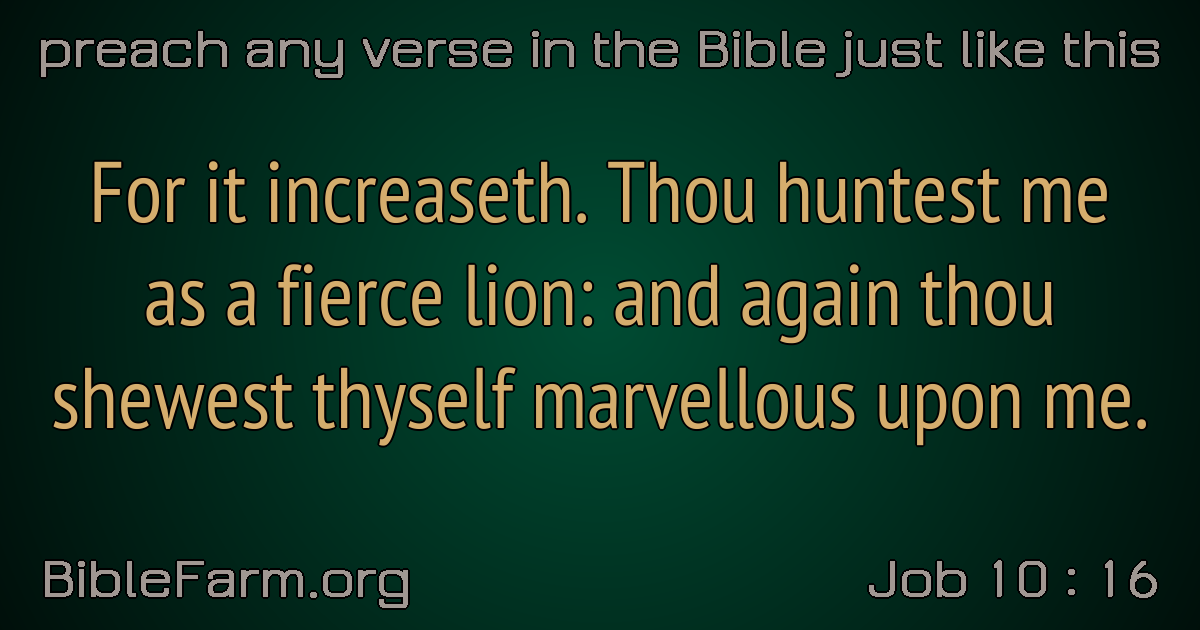 preach any verse in the Bible just like this
For it increaseth. Thou huntest me
as a fierce lion: and again thou
shewest thyself marvellous upon me.
BibleFarm.org
Job 10 : 16